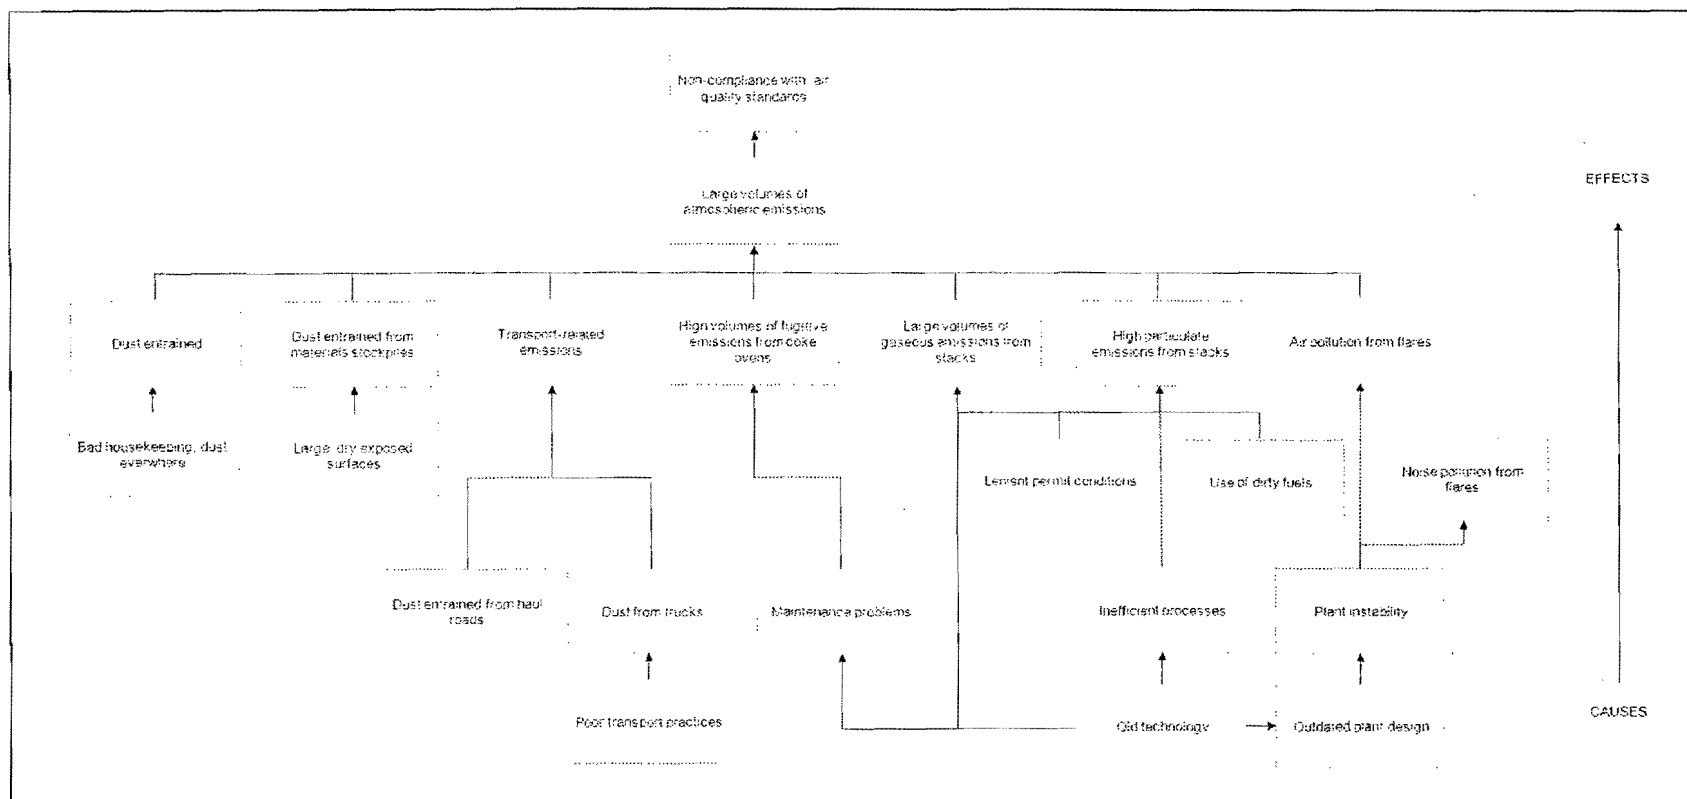 Non-compliance with air
quality standards
EFFECTS
Large volumes of
atmospheric emissions
Dust entrained
Dust entrained from
materials stockpiles
Transport-related
emissions
High volumes of fugitive
emissions from coke
ovens
Large volumes of
gaseous emissions from
stacks
High particulate
emissions from stacks
Air pollution from flares
Bad housekeeping, dust
everwhere
Large, dry exposed
surfaces
Lenient permit conditions
Use of dirty fuels
Noise pollution from
flares
Dust entrained from haul
roads
Dust from trucks
Maintenance problems
Inefficient processes
Plant instability
Poor transport practices
Old technology
Outdated plant design
CAUSES